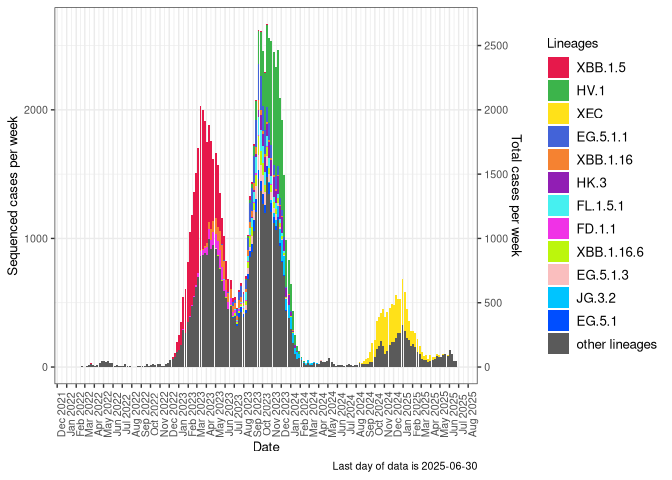 Lineages
XBB.1.5
HV.1
XEC
EG.5.1.1
XBB.1.16
HK.3
FL.1.5.1
FD.1.1
XBB.1.16.6
EG.5.1.3
JG.3.2
EG.5.1
other lineages
Sequenced cases per week
2000
1000
0
Total cases per week
2500
2000
1500
1000
500
0
Dec 2021
Jan 2022
Feb 2022
Mar 2022
Apr 2022
May 2022
Jun 2022
Jul 2022
Aug 2022
Sep 2022
Oct 2022
Nov 2022
Dec 2022
Jan 2023
Feb 2023
Mar 2023
Apr 2023
May 2023
Jun 2023
Jul 2023
Aug 2023
Sep 2023
Oct 2023
Nov 2023
Dec 2023
Jan 2024
Feb 2024
Mar 2024
Apr 2024
May 2024
Jun 2024
Jul 2024
Aug 2024
Sep 2024
Oct 2024
Nov 2024
Dec 2024
Jan 2025
Feb 2025
Mar 2025
Apr 2025
May 2025
Jun 2025
Jul 2025
Aug 2025
Date
Last day of data is 2025-06-30